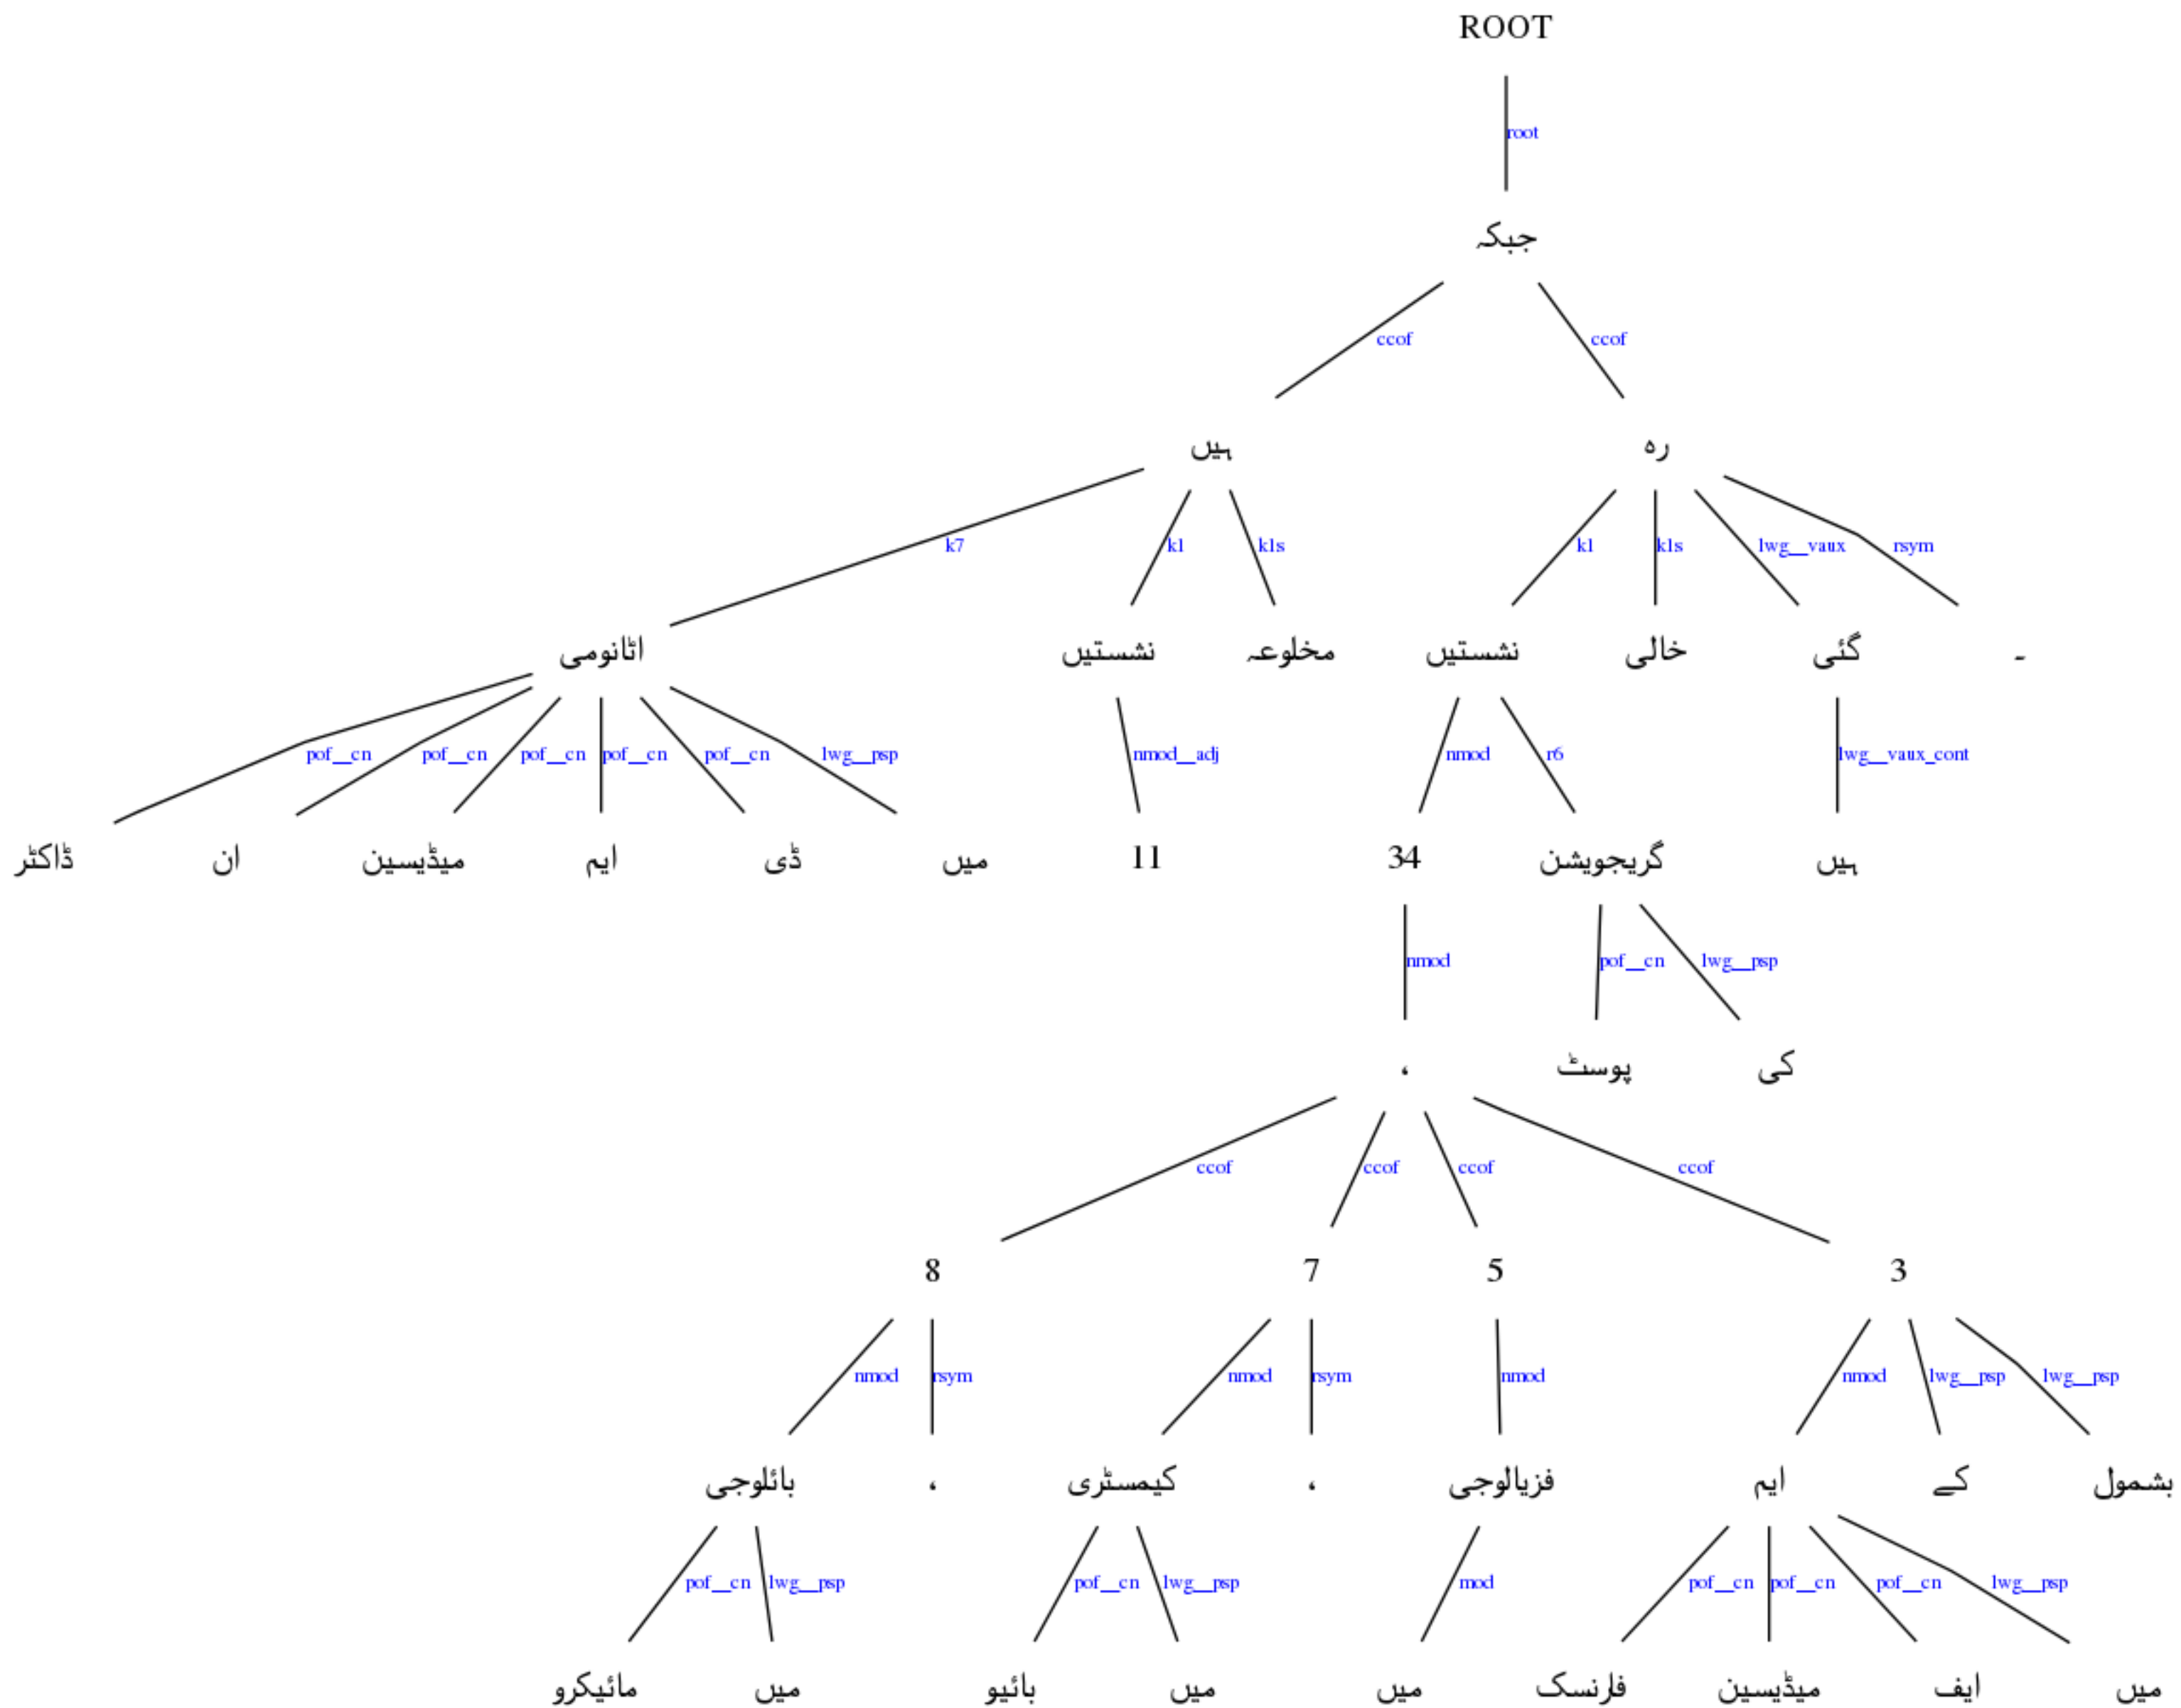 ROOT
root
جبکہ
ccof ccof
ہیں رہ
k7 k1 k1s k1 k1s lwg__vaux rsym
اٹانومی نشستیں مخلوعہ نشستیں خالی گئی ۔
pof__cn pof__cn pof__cn pof__cn pof__cn lwg__psp nmod__adj nmod r6 lwg__vaux_cont
ڈاکٹر ان میڈیسین ایم ڈی میں 11 34 گریجویشن ہیں
nmod pof__cn lwg__psp
، پوسٹ کی
ccof ccof ccof ccof
8 7 5 3
nmod rsym nmod rsym nmod nmod lwg__psp lwg__psp
بائلوجی ، کیمسٹری ، فزیالوجی ایم کے بشمول
pof__cn lwg__psp pof__cn lwg__psp mod pof__cn pof__cn pof__cn lwg__psp
مائیکرو میں بائیو میں میں فارنسک میڈیسین ایف میں